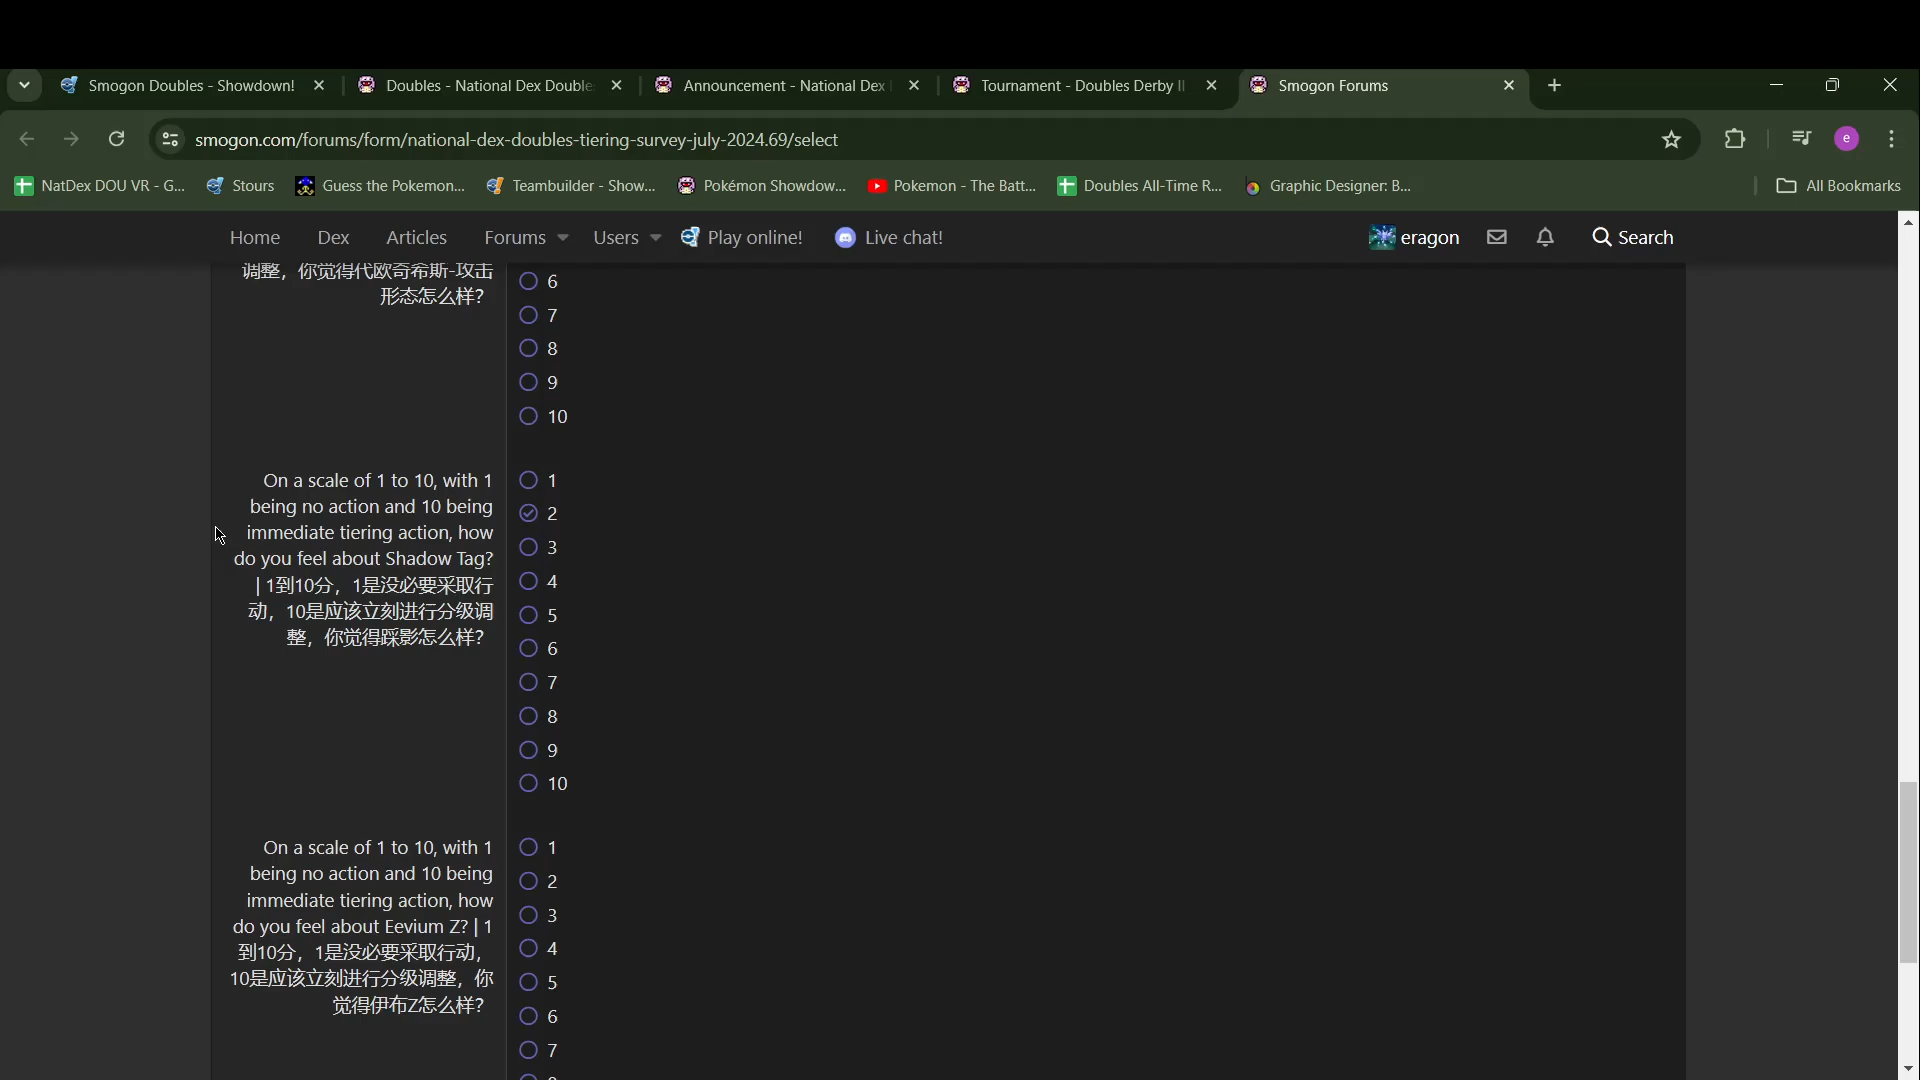 Smogon Doubles - Showdown!
Doubles - National Dex Double
Announcement - National Dex
Tournament - Doubles Derby II
Smogon Forums
smogon.com/forums/form/national-dex-doubles-tiering-survey-july-2024.69/select
e
NatDex DOU VR - G...
Stours
Guess the Pokemon...
Teambuilder - Show...
Pokémon Showdow...
Pokemon - The Batt...
Doubles All-Time R...
Graphic Designer: B...
All Bookmarks
Home
Dex
Articles
Forums
Users
Play online!
Live chat!
eragon
Search
调整，你觉得代欧奇希斯-攻击
形态怎么样？
6
7
8
9
10
On a scale of 1 to 10, with 1
being no action and 10 being
immediate tiering action, how
do you feel about Shadow Tag?
| 1到10分，1是没必要采取行
动，10是应该立刻进行分级调
整，你觉得踩影怎么样？
1
2
3
4
5
6
7
8
9
10
On a scale of 1 to 10, with 1
being no action and 10 being
immediate tiering action, how
do you feel about Eevium Z? | 1
到10分，1是没必要采取行动，
10是应该立刻进行分级调整，你
觉得伊布Z怎么样？
1
2
3
4
5
6
7